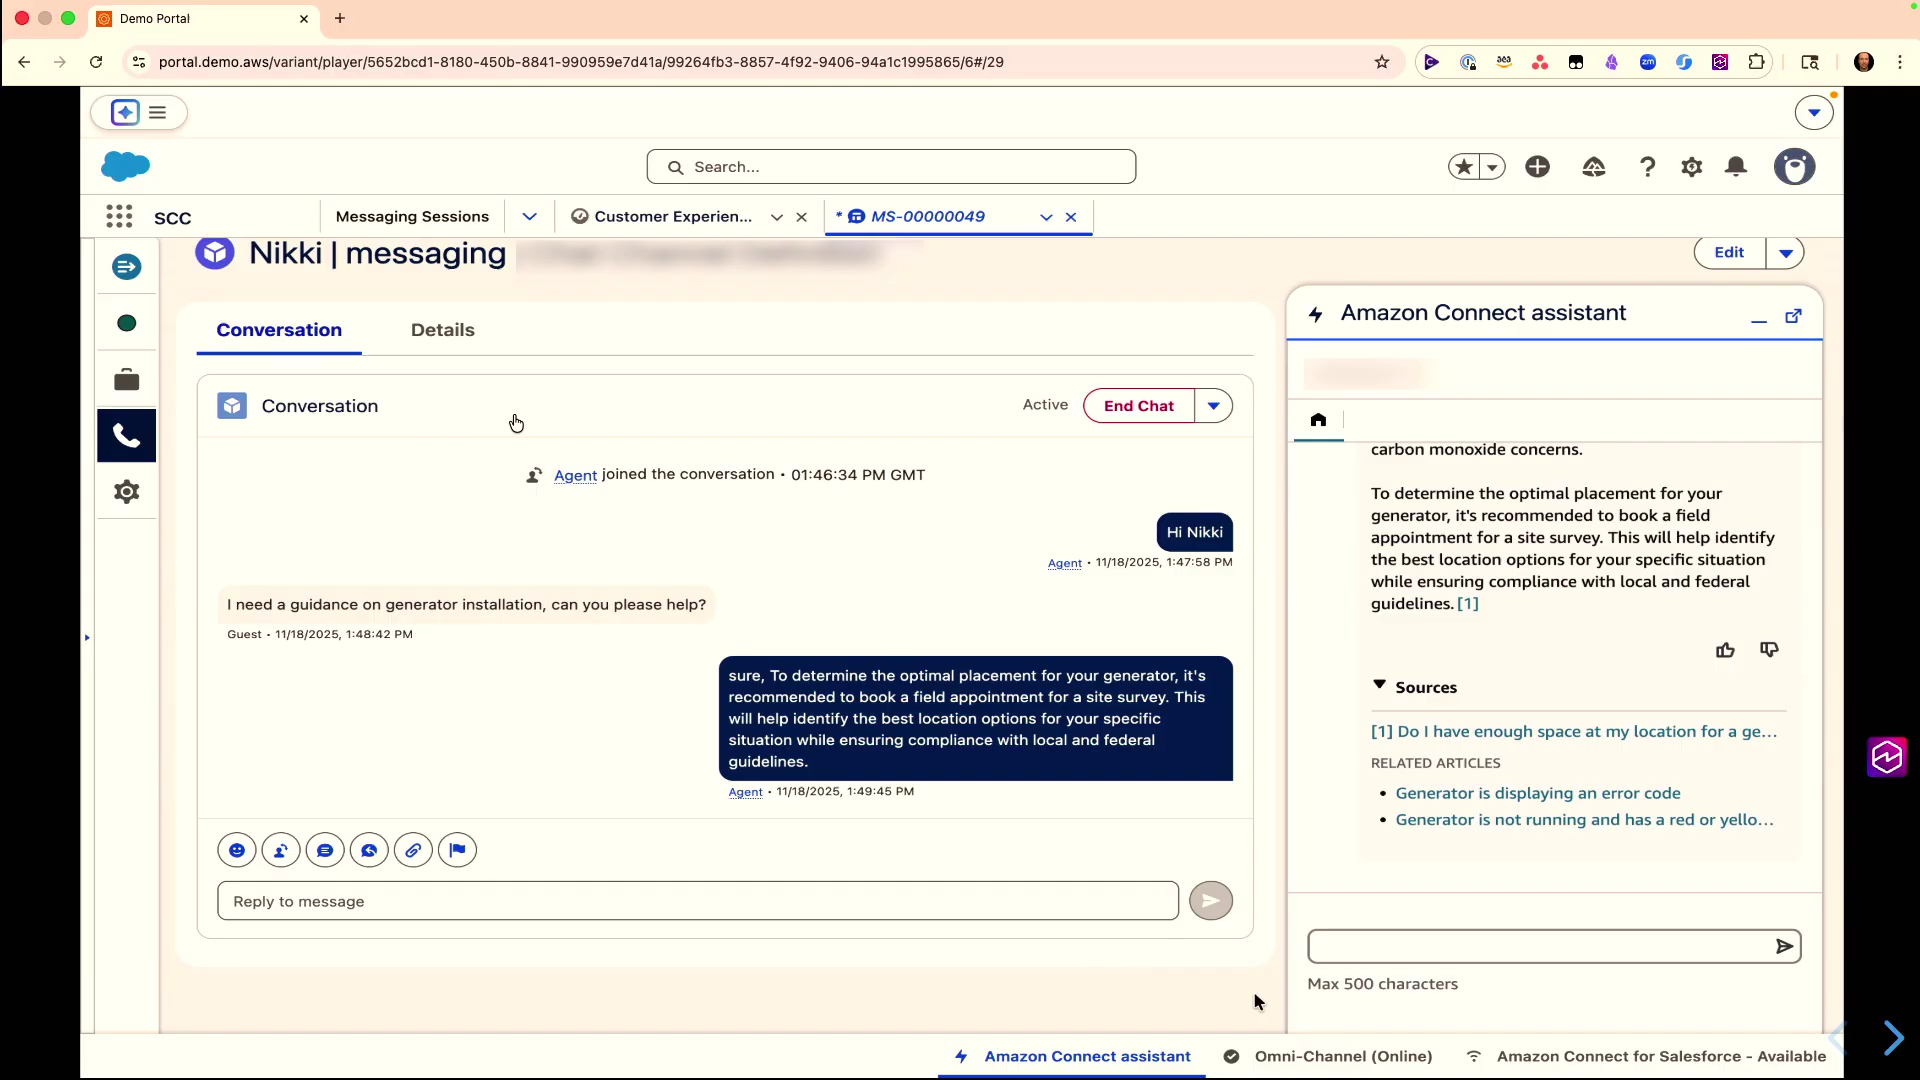 Demo Portal
portal.demo.aws/variant/player/5652bcd1-8180-450b-8841-990959e7d41a/99264fb3-8857-4f92-9406-94a1c1995865/6#/29
Search...
SCC
Messaging Sessions
Customer Experien...
* MS-00000049
Nikki | messaging
Edit
Conversation
Details
Conversation
Active
End Chat
Agent joined the conversation • 01:46:34 PM GMT
Hi Nikki
Agent • 11/18/2025, 1:47:58 PM
I need a guidance on generator installation, can you please help?
Guest • 11/18/2025, 1:48:42 PM
sure, To determine the optimal placement for your generator, it's
recommended to book a field appointment for a site survey. This
will help identify the best location options for your specific
situation while ensuring compliance with local and federal
guidelines.
Agent • 11/18/2025, 1:49:45 PM
Reply to message
Amazon Connect assistant
carbon monoxide concerns.
To determine the optimal placement for your
generator, it's recommended to book a field
appointment for a site survey. This will help identify
the best location options for your specific situation
while ensuring compliance with local and federal
guidelines. [1]
Sources
[1] Do I have enough space at my location for a ge...
RELATED ARTICLES
• Generator is displaying an error code
• Generator is not running and has a red or yello...
Max 500 characters
Amazon Connect assistant
Omni-Channel (Online)
Amazon Connect for Salesforce - Available